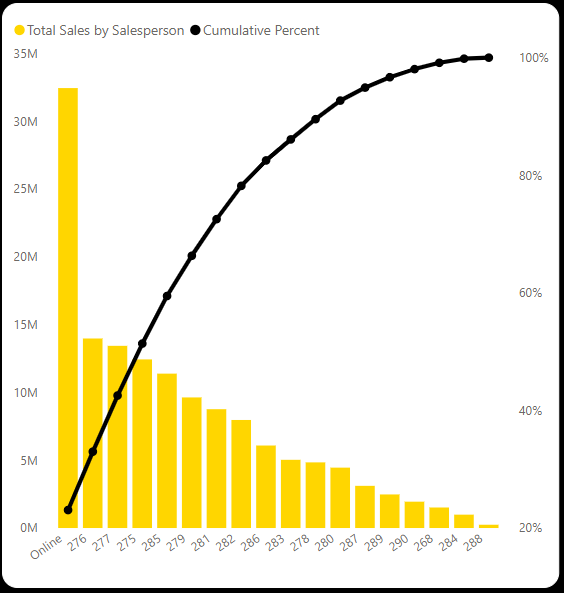 Total Sales by Salesperson Cumulative Percent
35M
30M
25M
20M
15M
10M
5M
0M
100%
80%
60%
40%
20%
Online 276 277 275 285 279 281 282 286 283 278 280 287 289 290 268 284 288